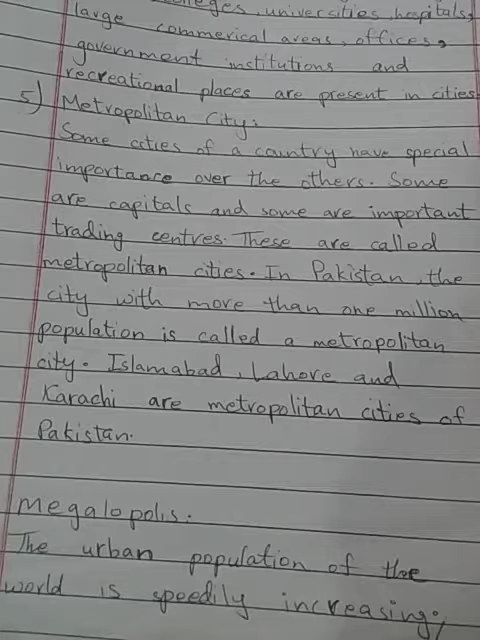 colleges, universities, hospitals,
large commerical areas, offices,
government institutions and
recreational places are present in cities
5) Metropolitan City:
Some cities of a country have special
importance over the others. Some
are capitals and some are important
trading centres. These are called
metropolitan cities. In Pakistan, the
city with more than one million
population is called a metropolitan
city. Islamabad, Lahore and
Karachi are metropolitan cities of
Pakistan.
Megalopolis.
The urban population of the
world is speedily increasing,